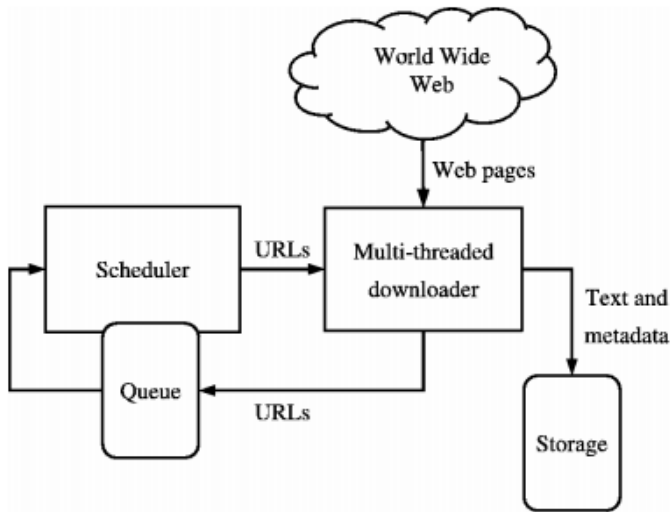 World Wide
Web
Web pages
URLs
Scheduler
Multi-threaded
downloader
Text and
metadata
Queue
URLs
Storage